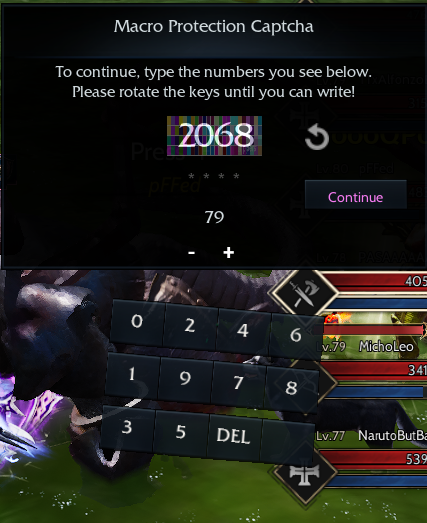 Macro Protection Captcha
To continue, type the numbers you see below.
Please rotate the keys until you can write!
2068
* * * *
Continue
79
- +
405
0 2 4 6
Lv.79 MichoLeo
341
1 9 7 8
3 5 DEL
Lv.77 NarutoButBa
539